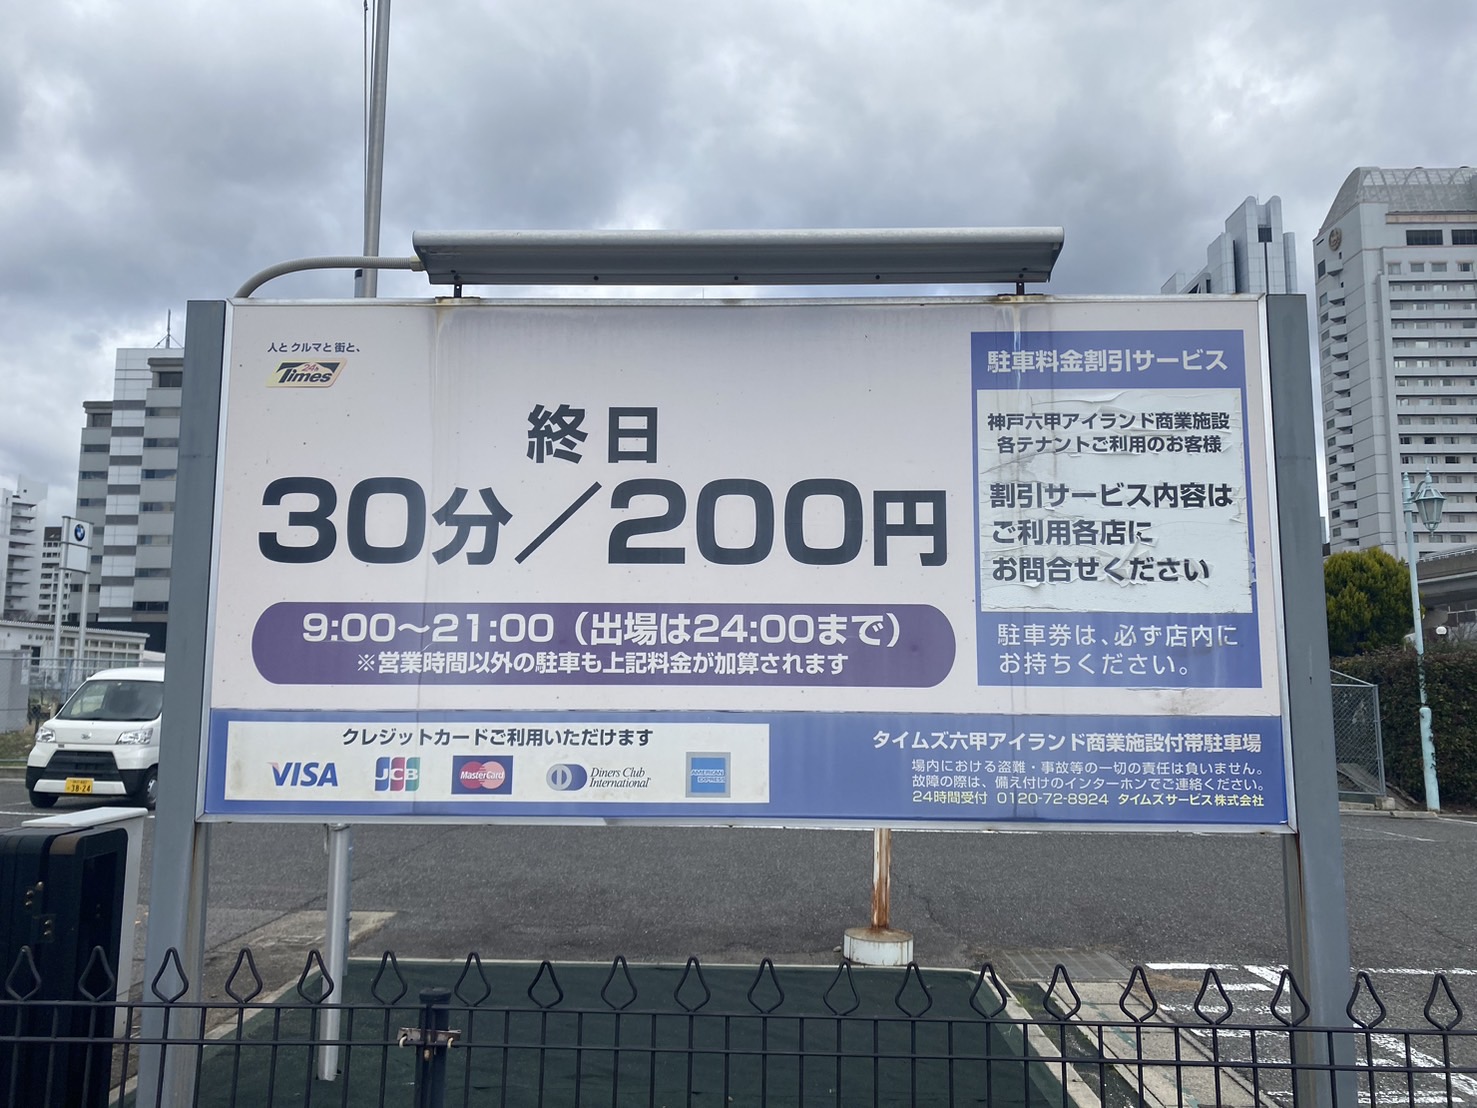 人とクルマと街と、
24h
Times
終日
30分／200円
9:00～21:00（出場は24:00まで）
※営業時間以外の駐車も上記料金が加算されます
駐車料金割引サービス
神戸六甲アイランド商業施設
各テナントご利用のお客様
割引サービス内容は
ご利用各店に
お問合せください
駐車券は、必ず店内に
お持ちください。
クレジットカードご利用いただけます
VISA
JCB
MasterCard
Diners Club
International
AMERICAN
EXPRESS
タイムズ六甲アイランド商業施設付帯駐車場
場内における盗難・事故等の一切の責任は負いません。
故障の際は、備え付けのインターホンでご連絡ください。
24時間受付 0120-72-8924 タイムズサービス株式会社
38-24